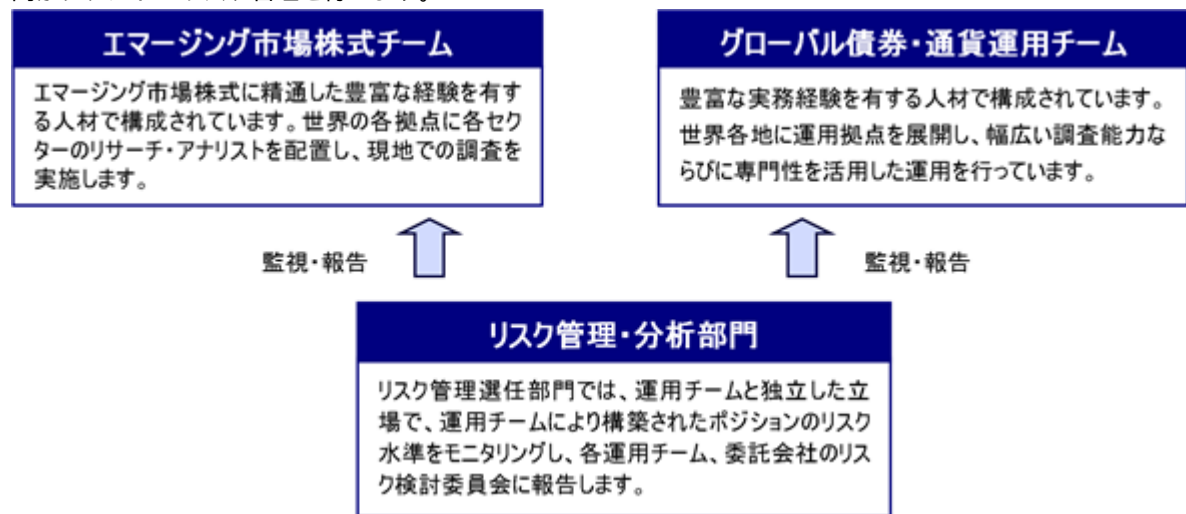 エマージング市場株式チーム
エマージング市場株式に精通した豊富な経験を有す
る人材で構成されています。世界の各拠点に各セク
ターのリサーチ・アナリストを配置し、現地での調査を
実施します。
グローバル債券・通貨運用チーム
豊富な実務経験を有する人材で構成されています。
世界各地に運用拠点を展開し、幅広い調査能力な
らびに専門性を活用した運用を行っています。
監視・報告
監視・報告
リスク管理・分析部門
リスク管理選任部門では、運用チームと独立した立
場で、運用チームにより構築されたポジションのリスク
水準をモニタリングし、各運用チーム、委託会社のリス
ク検討委員会に報告します。